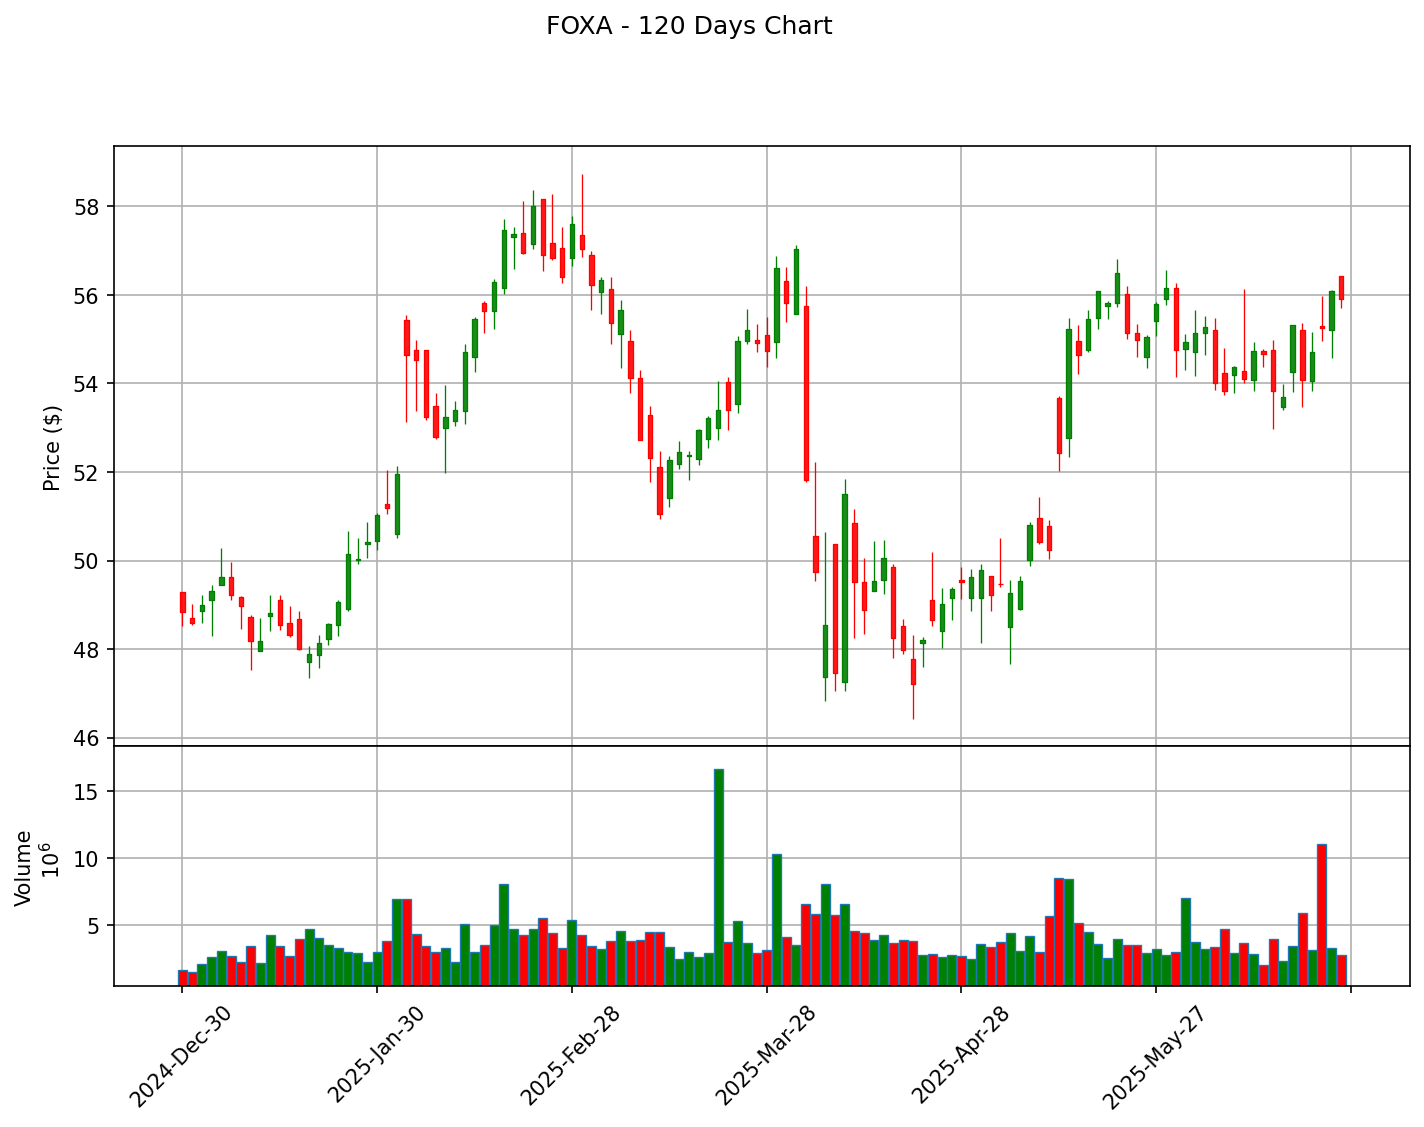 FOXA - 120 Days Chart
Price ($)
58
56
54
52
50
48
46
Volume
10^6
15
10
5
2024-Dec-30
2025-Jan-30
2025-Feb-28
2025-Mar-28
2025-Apr-28
2025-May-27